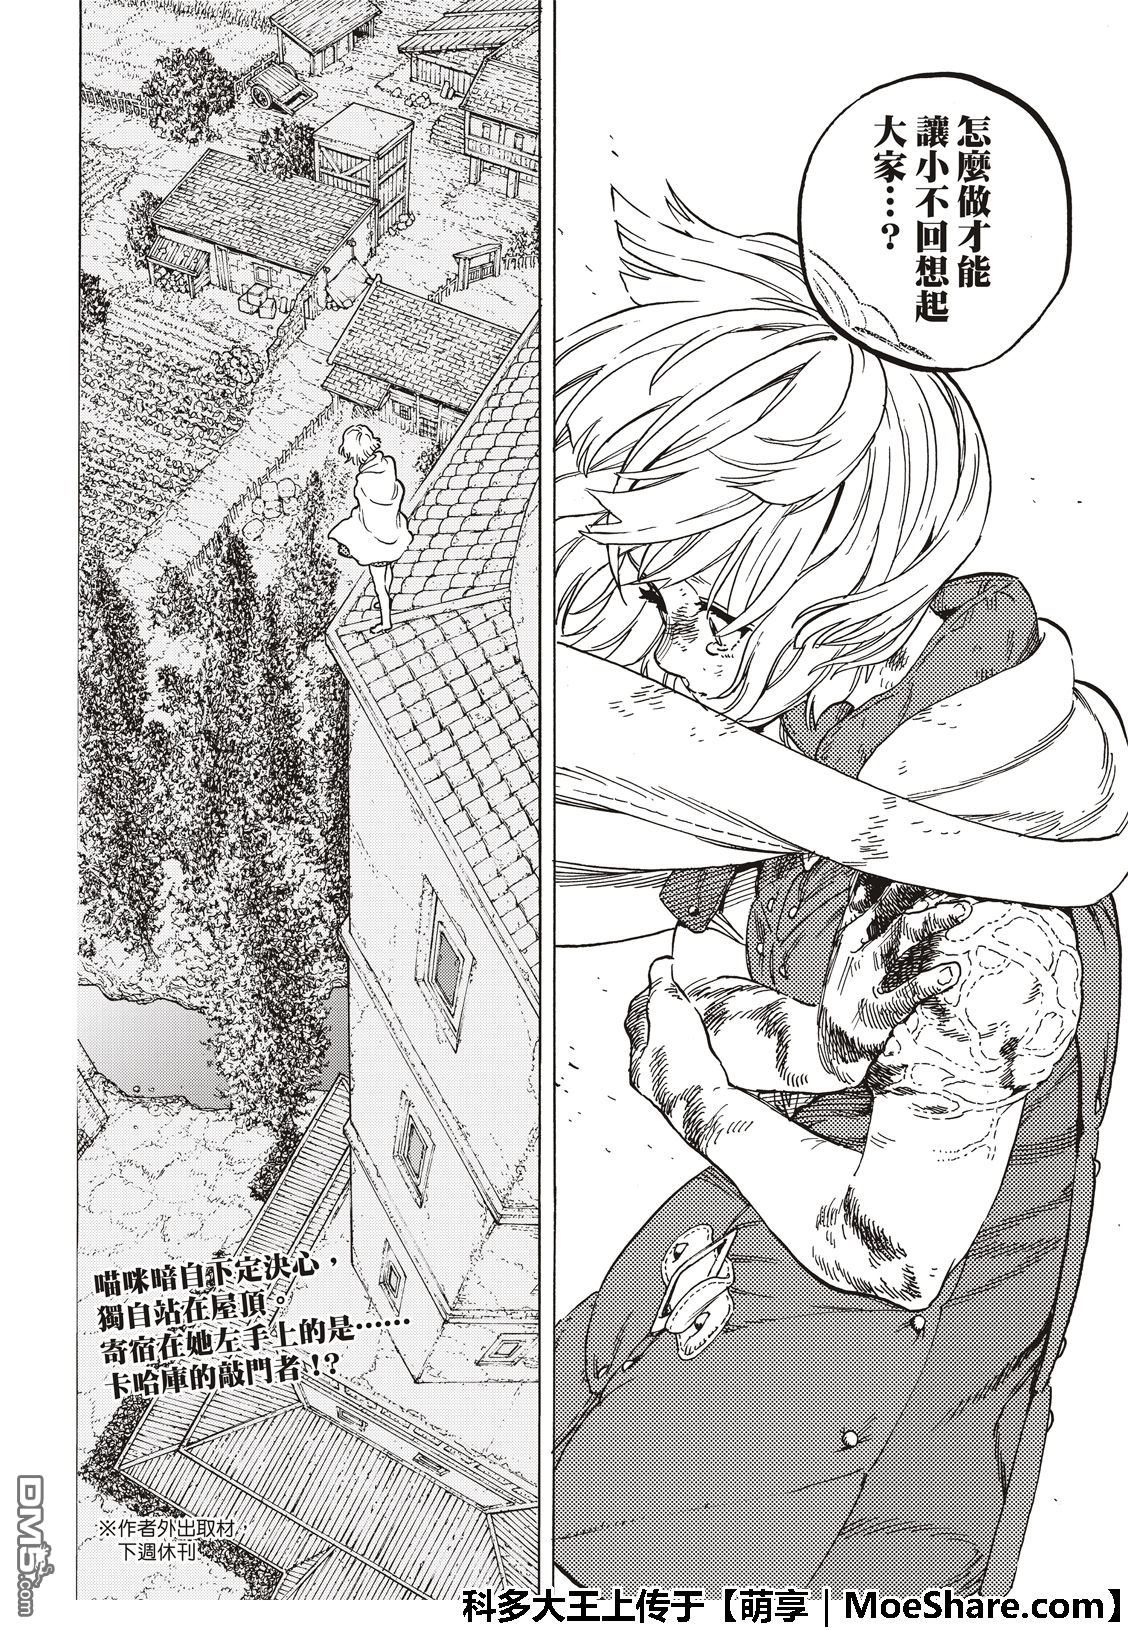 怎麼做才能
讓小不回想起
大家…？
喵咪暗自下定決心，
獨自站在屋頂。
寄宿在她左手上的是……
卡哈庫的敲門者！？
※作者外出取材，
下週休刊
DM5.com
科多大王上传于【萌享｜MoeShare.com】